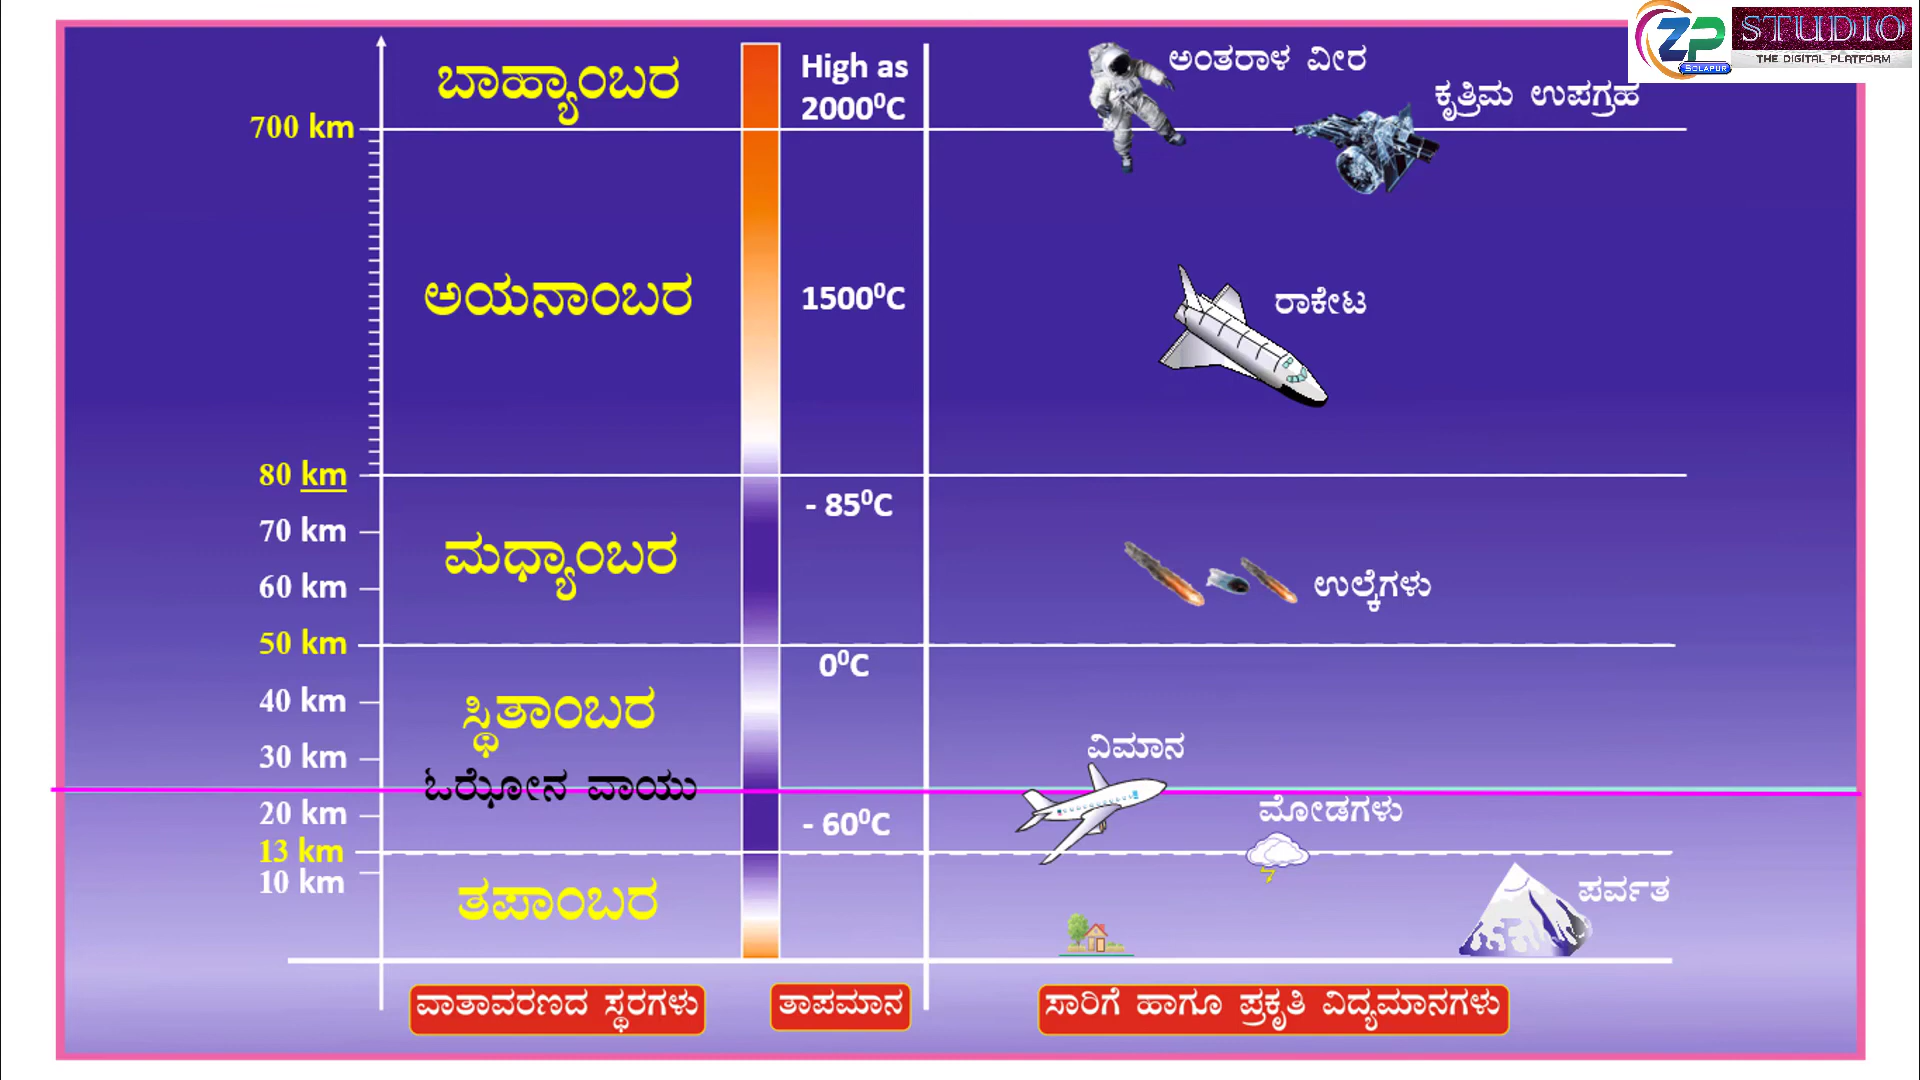 ZP
SOLAPUR
STUDIO
THE DIGITAL PLATFORM
ಬಾಹ್ಯಾಂಬರ
High as
2000⁰C
ಅಂತರಾಳ ವೀರ
ಕೃತ್ರಿಮ ಉಪಗ್ರಹ
700 km
ಅಯನಾಂಬರ
1500⁰C
ರಾಕೇಟ
80 km
- 85⁰C
70 km
ಮಧ್ಯಾಂಬರ
60 km
ಉಲ್ಕೆಗಳು
50 km
0⁰C
40 km
ಸ್ಥಿತಾಂಬರ
30 km
ವಿಮಾನ
ಓಝೋನ ವಾಯು
20 km
- 60⁰C
ಮೋಡಗಳು
13 km
10 km
ತಪಾಂಬರ
ಪರ್ವತ
ವಾತಾವರಣದ ಸ್ಥರಗಳು
ತಾಪಮಾನ
ಸಾರಿಗೆ ಹಾಗೂ ಪ್ರಕೃತಿ ವಿದ್ಯಮಾನಗಳು